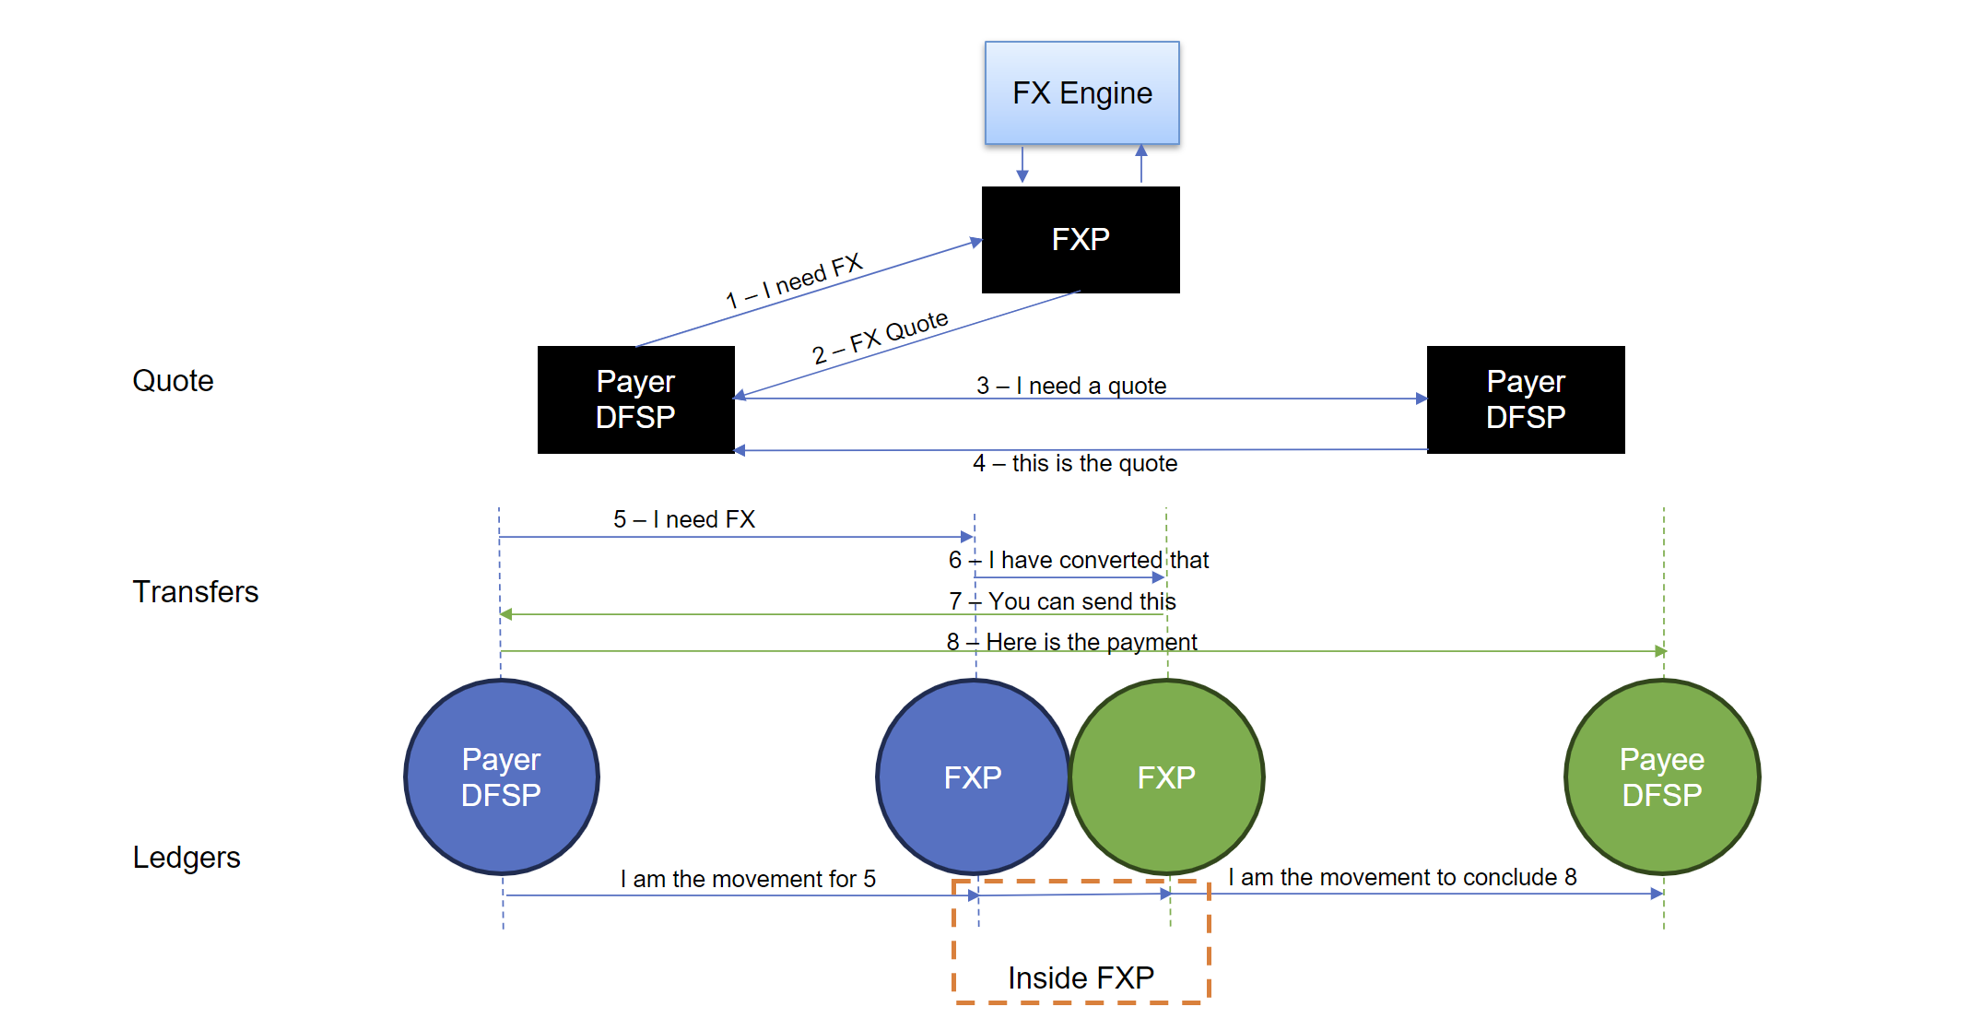 FX Engine
FXP
1 – I need FX
2 – FX Quote
Quote
Payer
DFSP
3 – I need a quote
Payer
DFSP
4 – this is the quote
5 – I need FX
6 – I have converted that
Transfers
7 – You can send this
8 – Here is the payment
Payer
DFSP
FXP
FXP
Payee
DFSP
Ledgers
I am the movement for 5
I am the movement to conclude 8
Inside FXP